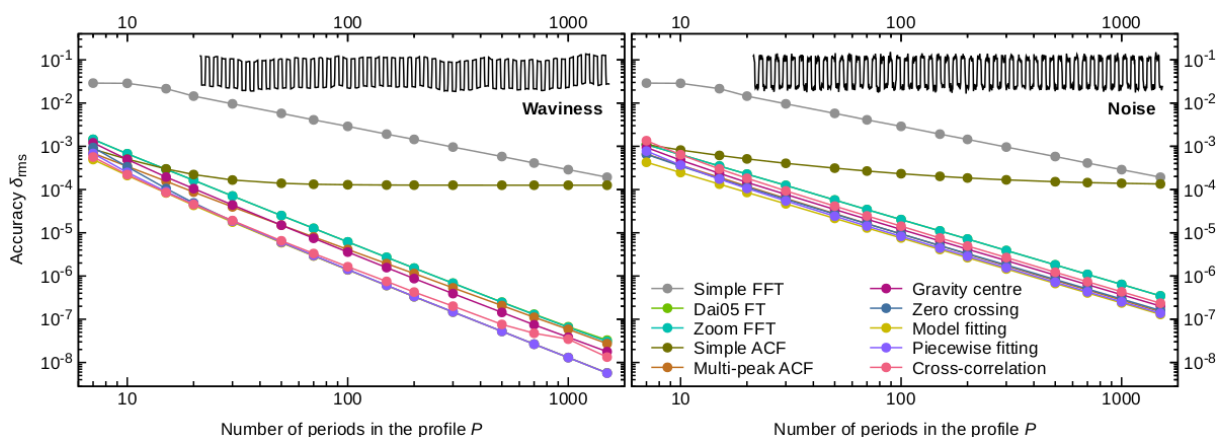 10 100 1000 10 100 1000
Accuracy δms
10-1
10-2
10-3
10-4
10-5
10-6
10-7
10-8
Waviness
10 100 1000
Number of periods in the profile P
Noise
Simple FFT
Dai05 FT
Zoom FFT
Simple ACF
Multi-peak ACF
Gravity centre
Zero crossing
Model fitting
Piecewise fitting
Cross-correlation
10-1
10-2
10-3
10-4
10-5
10-6
10-7
10-8
10 100 1000
Number of periods in the profile P